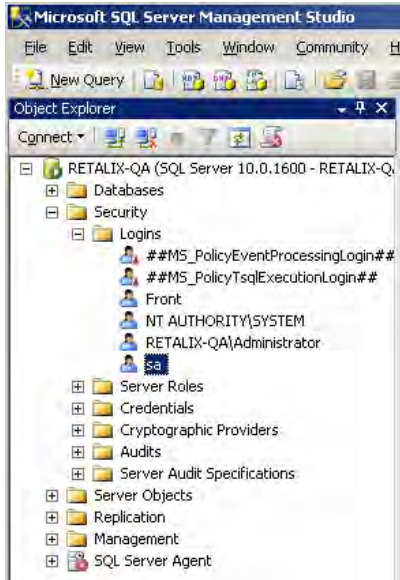 Microsoft SQL Server Management Studio
File Edit View Tools Window Community H
New Query
Object Explorer
Connect
RETALIX-QA (SQL Server 10.0.1600 - RETALIX-Q
Databases
Security
Logins
##MS_PolicyEventProcessingLogin##
##MS_PolicyTsqlExecutionLogin##
Front
NT AUTHORITY\SYSTEM
RETALIX-QA\Administrator
sa
Server Roles
Credentials
Cryptographic Providers
Audits
Server Audit Specifications
Server Objects
Replication
Management
SQL Server Agent